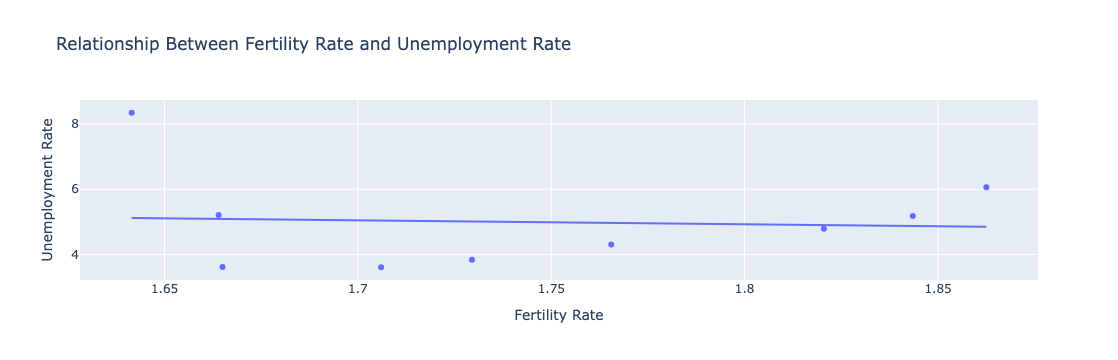 Relationship Between Fertility Rate and Unemployment Rate
8
6
4
Unemployment Rate
1.65 1.7 1.75 1.8 1.85
Fertility Rate